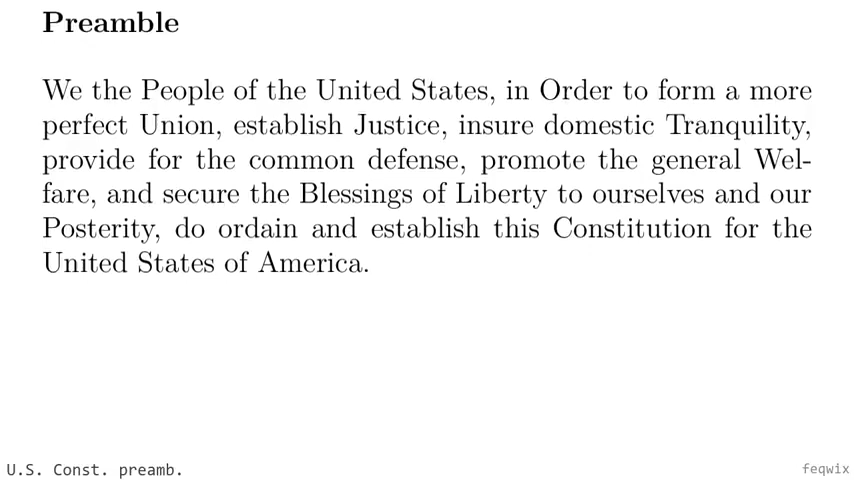 Preamble
We the People of the United States, in Order to form a more
perfect Union, establish Justice, insure domestic Tranquility,
provide for the common defense, promote the general Wel-
fare, and secure the Blessings of Liberty to ourselves and our
Posterity, do ordain and establish this Constitution for the
United States of America.
U.S. Const. preamb.
feqwix